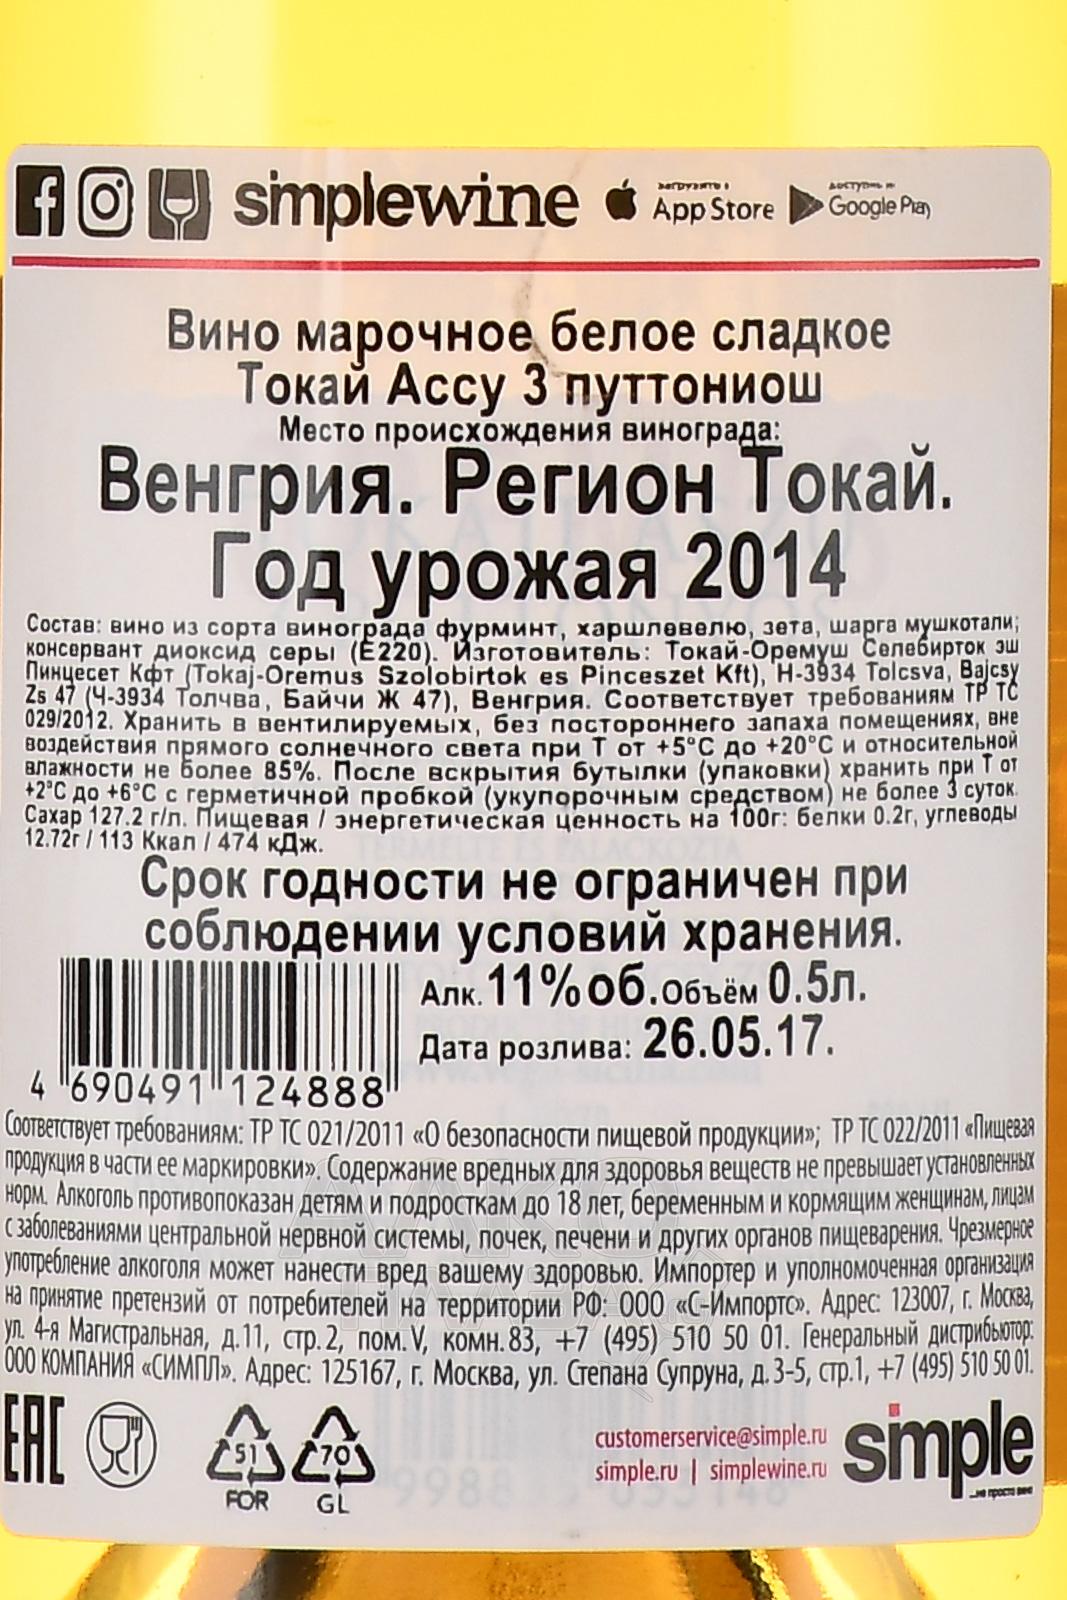 simplewine загрузите в App Store доступно на Google Play
Вино марочное белое сладкое
Токай Ассу 3 путтониош
Место происхождения винограда:
Венгрия. Регион Токай.
Год урожая 2014
Состав: вино из сорта винограда фурминт, харшлевелю, зета, шарга мушкотали;
консервант диоксид серы (Е220). Изготовитель: Токай-Оремуш Селебирток эш
Пинцесет Кфт (Tokaj-Oremus Szolobirtok es Pinceszet Kft), H-3934 Tolcsva, Bajcsy
Zs 47 (Ч-3934 Толчва, Байчи Ж 47), Венгрия. Соответствует требованиям ТР ТС
029/2012. Хранить в вентилируемых, без постороннего запаха помещениях, вне
воздействия прямого солнечного света при Т от +5°С до +20°С и относительной
влажности не более 85%. После вскрытия бутылки (упаковки) хранить при Т от
+2°С до +6°С с герметичной пробкой (укупорочным средством) не более 3 суток.
Сахар 127.2 г/л. Пищевая / энергетическая ценность на 100г: белки 0.2г, углеводы
12.72г / 113 Ккал / 474 кДж.
Срок годности не ограничен при
соблюдении условий хранения.
Алк. 11%об. Объём 0.5л.
Дата розлива: 26.05.17.
4 690491 124888
Соответствует требованиям: ТР ТС 021/2011 «О безопасности пищевой продукции»; ТР ТС 022/2011 «Пищевая
продукция в части ее маркировки». Содержание вредных для здоровья веществ не превышает установленных
норм. Алкоголь противопоказан детям и подросткам до 18 лет, беременным и кормящим женщинам, лицам
с заболеваниями центральной нервной системы, почек, печени и других органов пищеварения. Чрезмерное
употребление алкоголя может нанести вред вашему здоровью. Импортер и уполномоченная организация
на принятие претензий от потребителей на территории РФ: ООО «С-Импортс». Адрес: 123007, г. Москва,
ул. 4-я Магистральная, д.11, стр.2, пом.V, комн.83, +7 (495) 510 50 01. Генеральный дистрибьютор:
ООО КОМПАНИЯ «СИМПЛ». Адрес: 125167, г. Москва, ул. Степана Супруна, д.3-5, стр.1, +7 (495) 510 50 01.
EAC 51 FOR 70 GL
customerservice@simple.ru
simple.ru | simplewine.ru
simple
...не просто вино